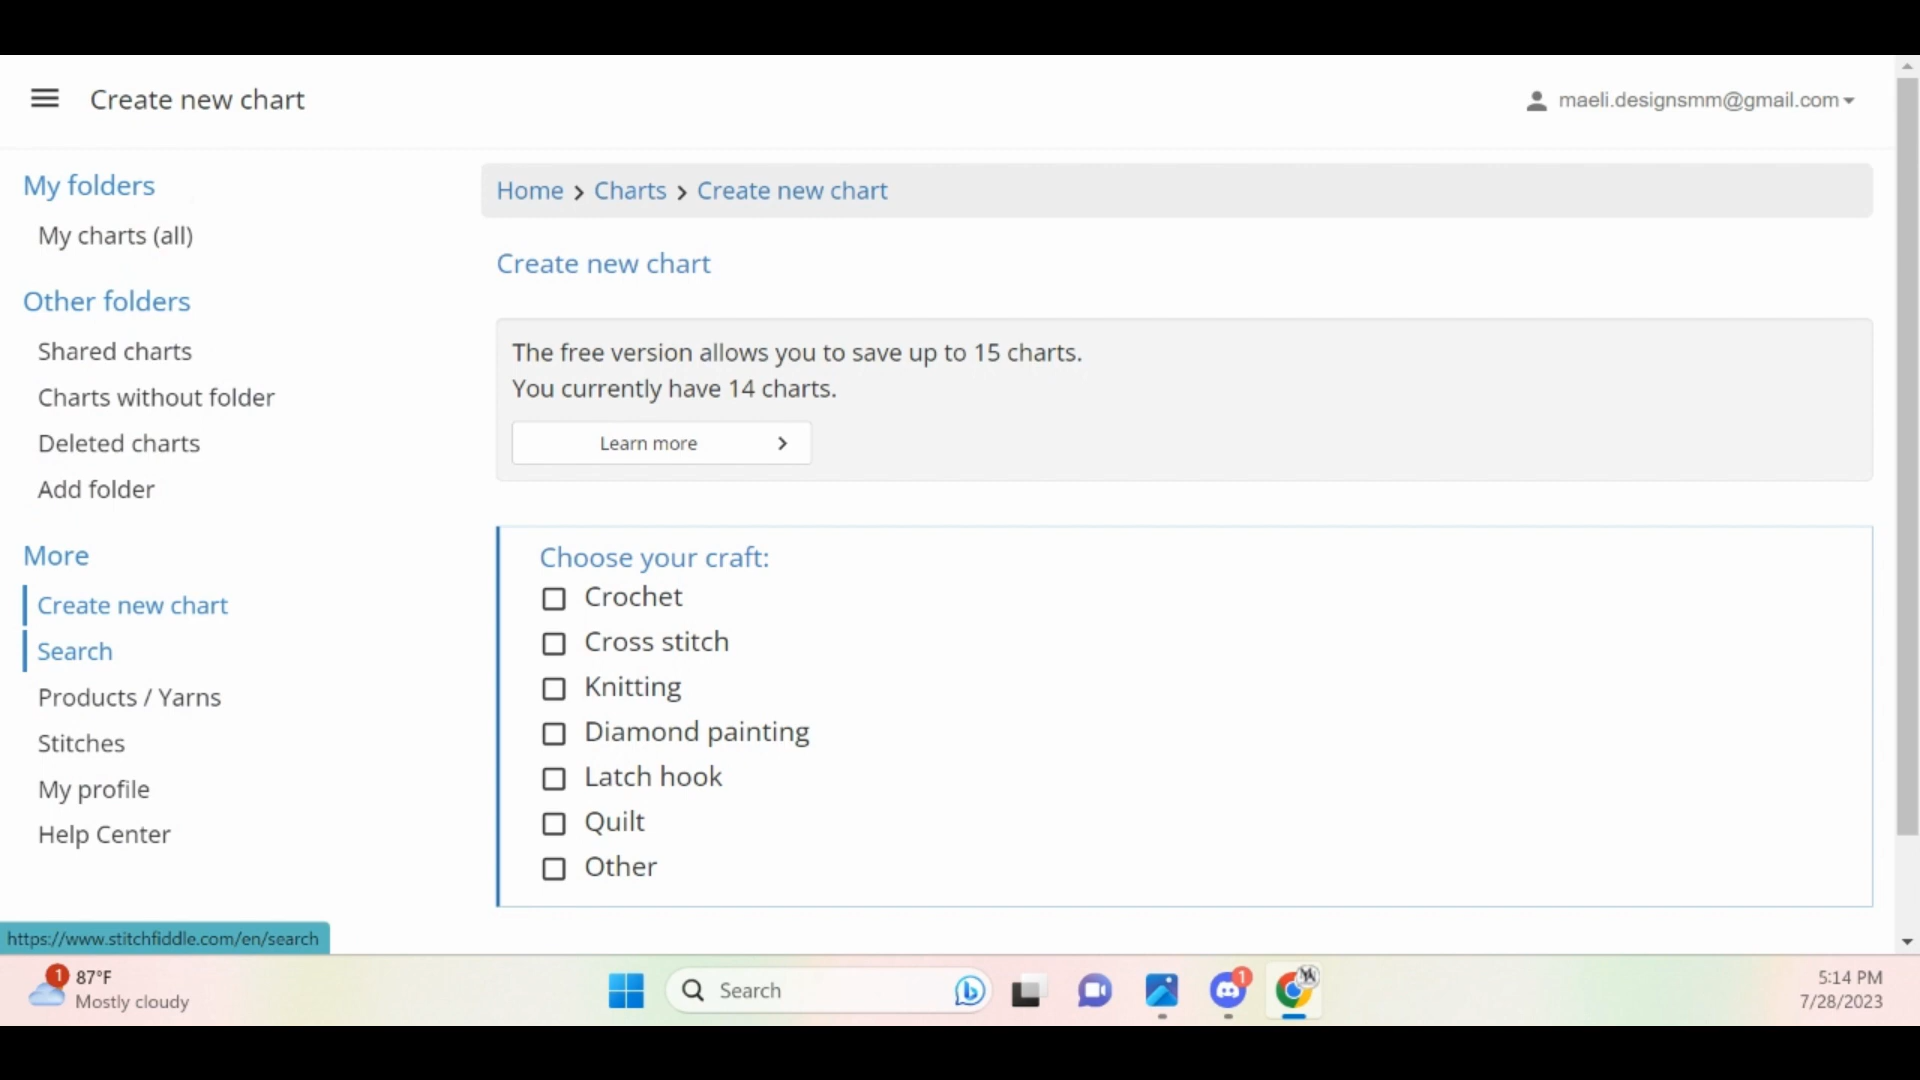 Create new chart
maeli.designsmm@gmail.com
My folders
My charts (all)
Other folders
Shared charts
Charts without folder
Deleted charts
Add folder
More
Create new chart
Search
Products / Yarns
Stitches
My profile
Help Center
Home > Charts > Create new chart
Create new chart
The free version allows you to save up to 15 charts.
You currently have 14 charts.
Learn more >
Choose your craft:
Crochet
Cross stitch
Knitting
Diamond painting
Latch hook
Quilt
Other
https://www.stitchfiddle.com/en/search
1
87°F
Mostly cloudy
Search
1
5:14 PM
7/28/2023